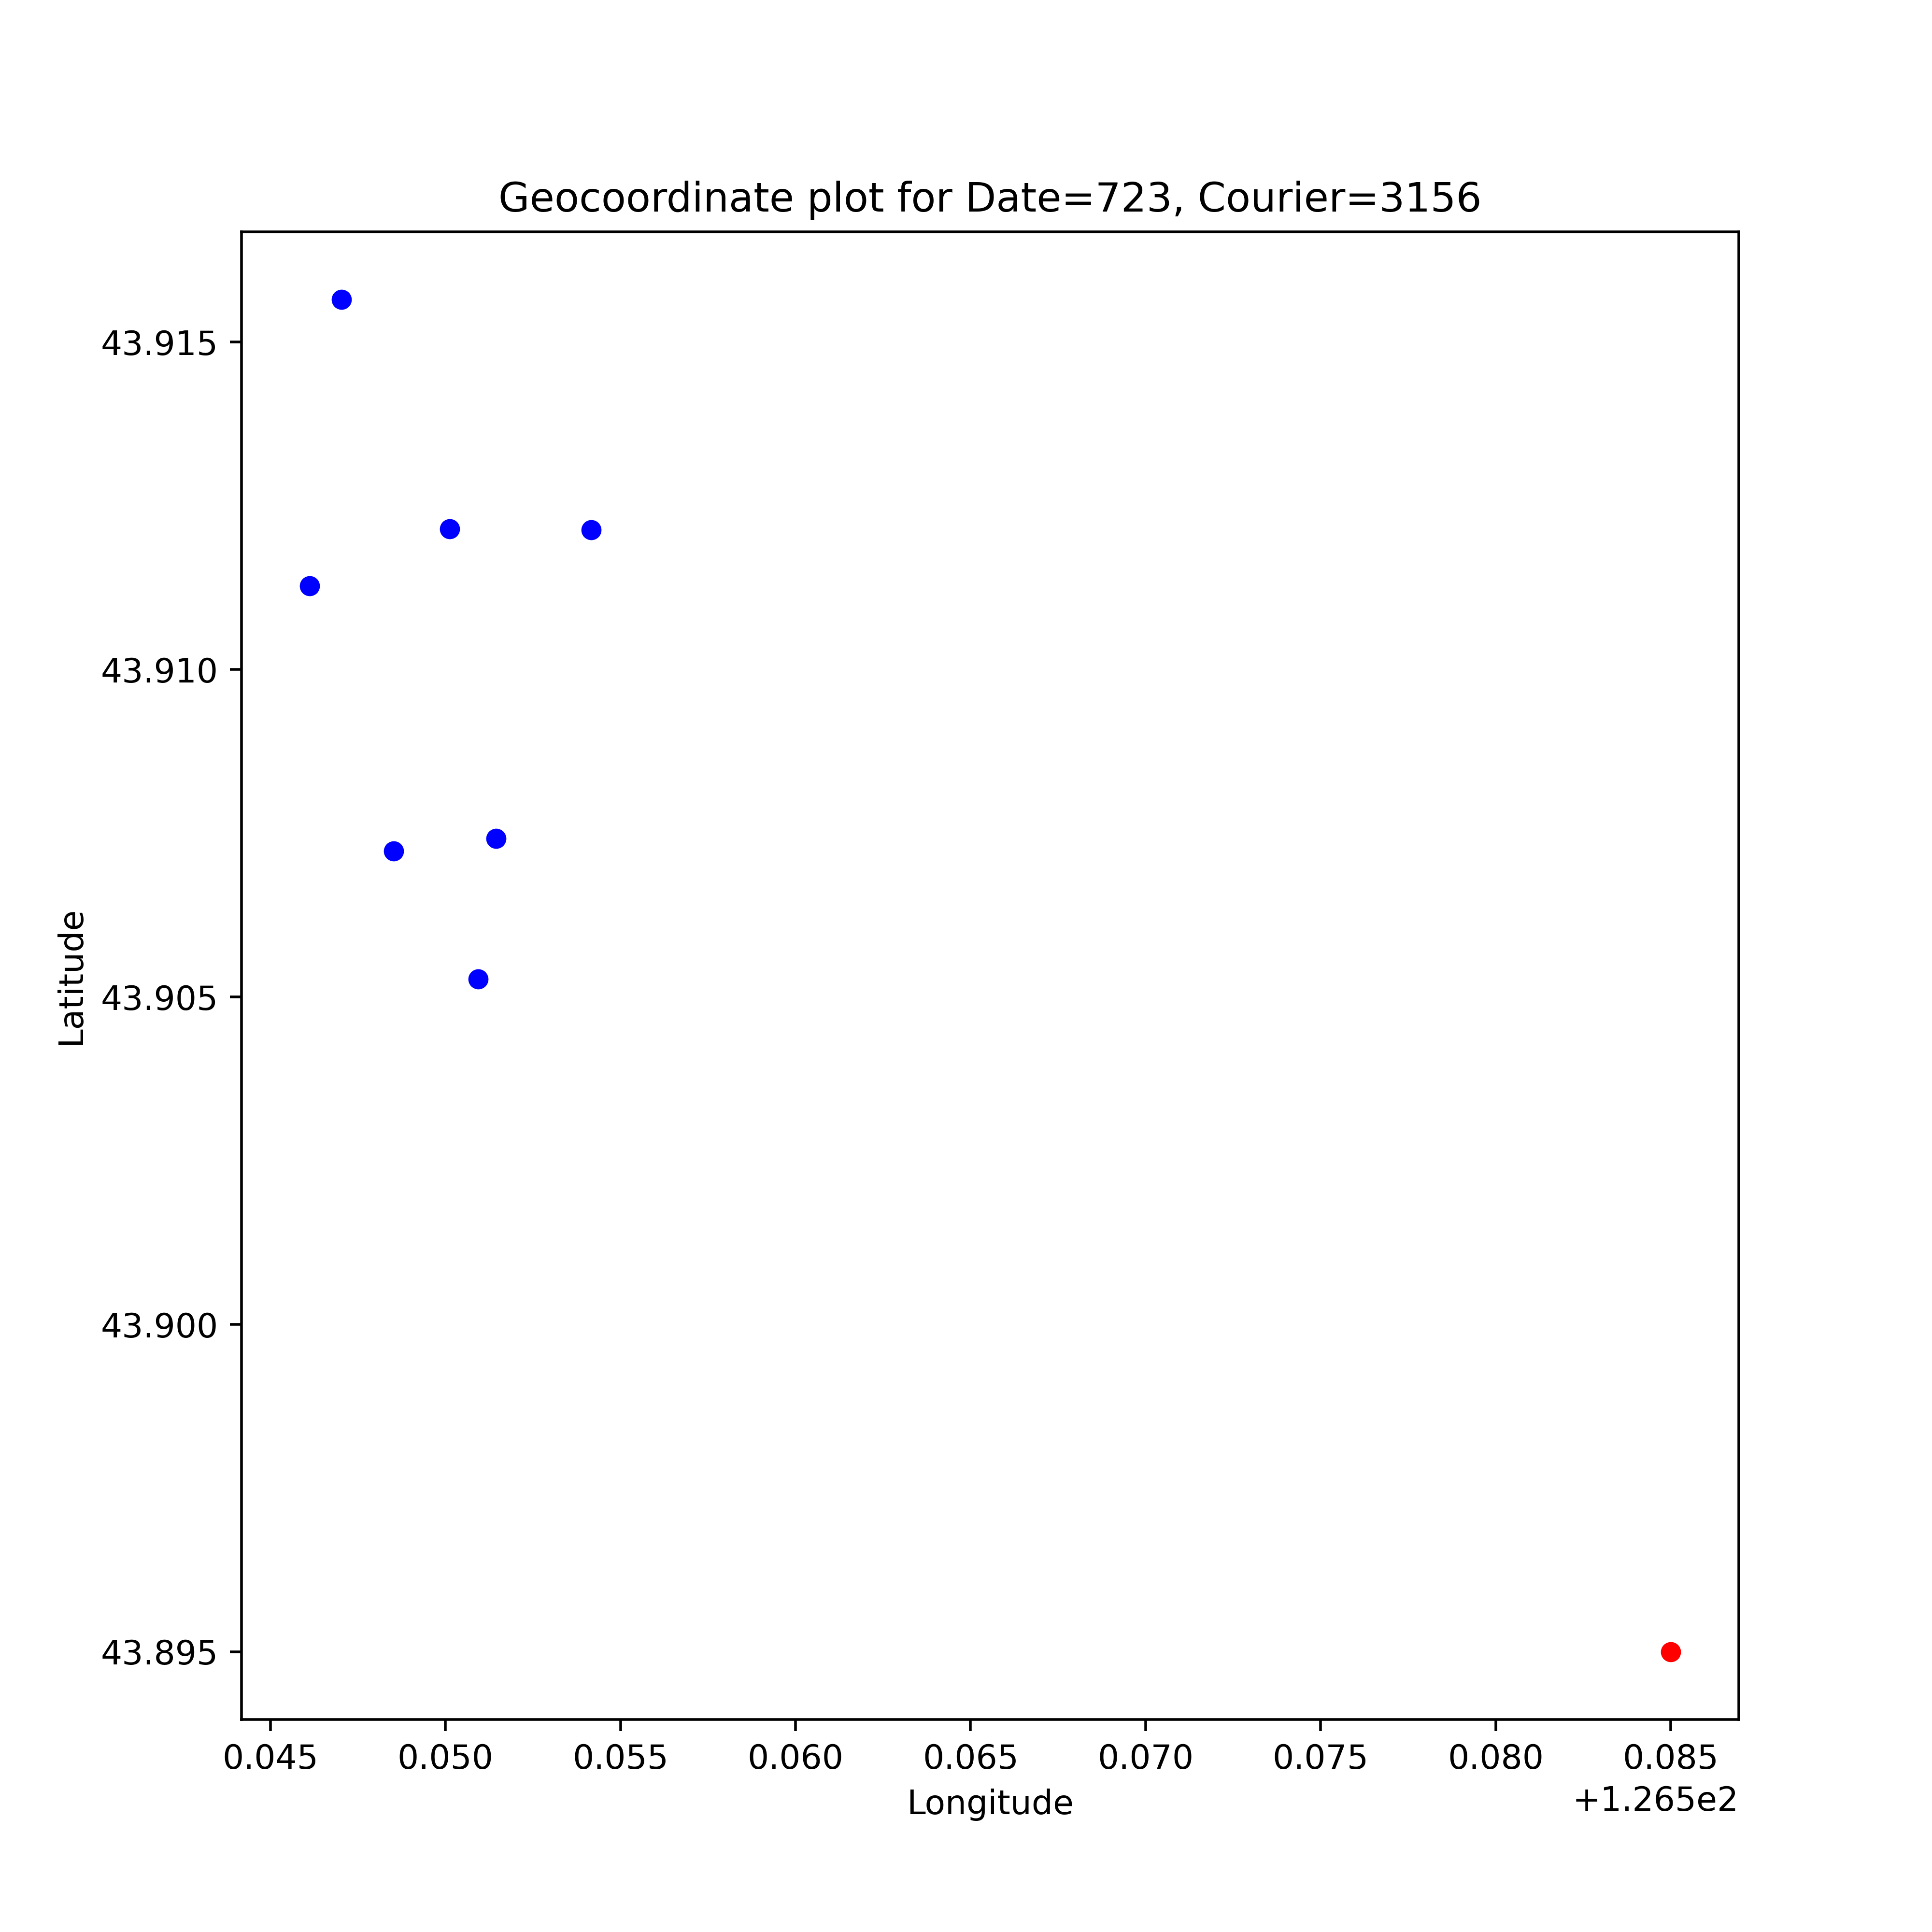 Geocoordinate plot for Date=723, Courier=3156
43.915
43.910
43.905
43.900
43.895
Latitude
0.045 0.050 0.055 0.060 0.065 0.070 0.075 0.080 0.085
+1.265e2
Longitude